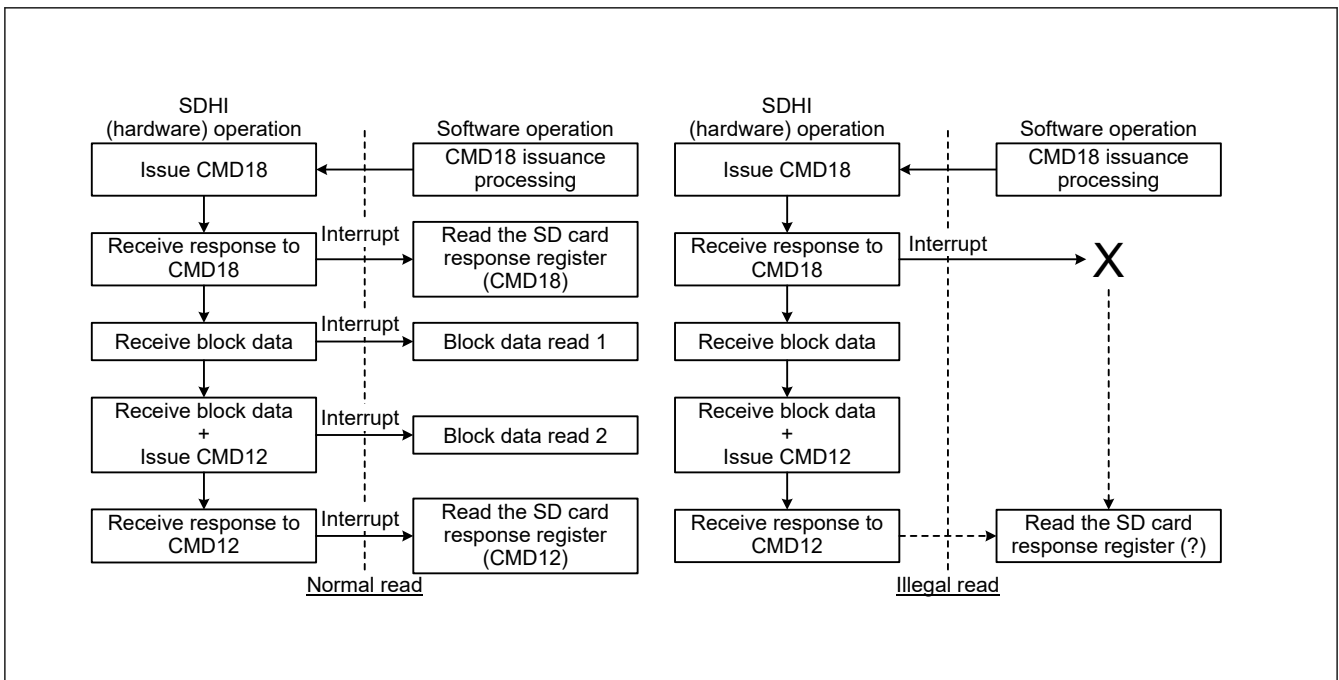 SDHI
(hardware) operation
Software operation
Issue CMD18
CMD18 issuance
processing
Receive response to
CMD18
Interrupt
Read the SD card
response register
(CMD18)
Receive block data
Interrupt
Block data read 1
Receive block data
+
Issue CMD12
Interrupt
Block data read 2
Receive response to
CMD12
Interrupt
Read the SD card
response register
(CMD12)
Normal read
SDHI
(hardware) operation
Software operation
Issue CMD18
CMD18 issuance
processing
Receive response to
CMD18
Interrupt
X
Receive block data
Receive block data
+
Issue CMD12
Receive response to
CMD12
Read the SD card
response register (?)
Illegal read